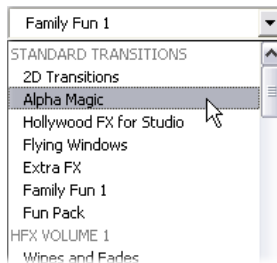 Family Fun 1
STANDARD TRANSITIONS
2D Transitions
Alpha Magic
Hollywood FX for Studio
Flying Windows
Extra FX
Family Fun 1
Fun Pack
HFX VOLUME 1
Wipes and Fades